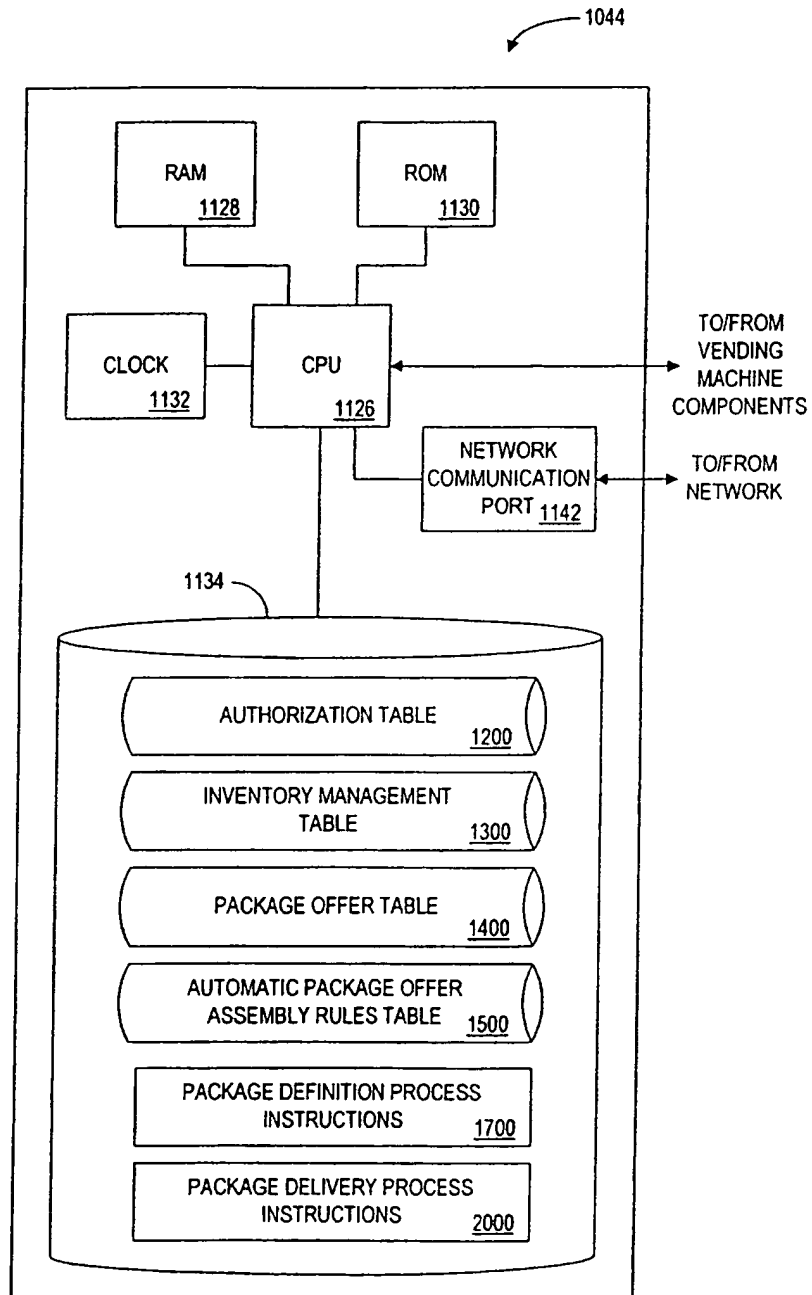 1044
RAM
1128
ROM
1130
CLOCK
1132
CPU
1126
TO/FROM
VENDING
MACHINE
COMPONENTS
NETWORK
COMMUNICATION
PORT 1142
TO/FROM
NETWORK
1134
AUTHORIZATION TABLE
1200
INVENTORY MANAGEMENT
TABLE 1300
PACKAGE OFFER TABLE
1400
AUTOMATIC PACKAGE OFFER
ASSEMBLY RULES TABLE 1500
PACKAGE DEFINITION PROCESS
INSTRUCTIONS 1700
PACKAGE DELIVERY PROCESS
INSTRUCTIONS 2000